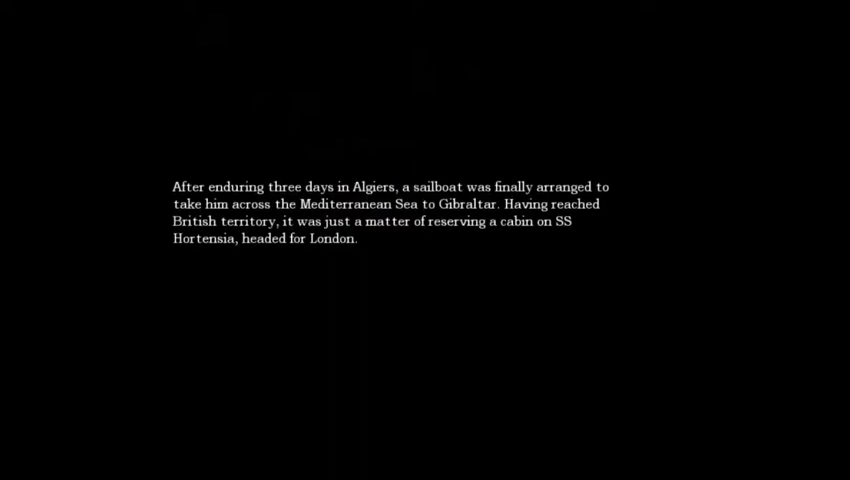 After enduring three days in Algiers, a sailboat was finally arranged to
take him across the Mediterranean Sea to Gibraltar. Having reached
British territory, it was just a matter of reserving a cabin on SS
Hortensia, headed for London.